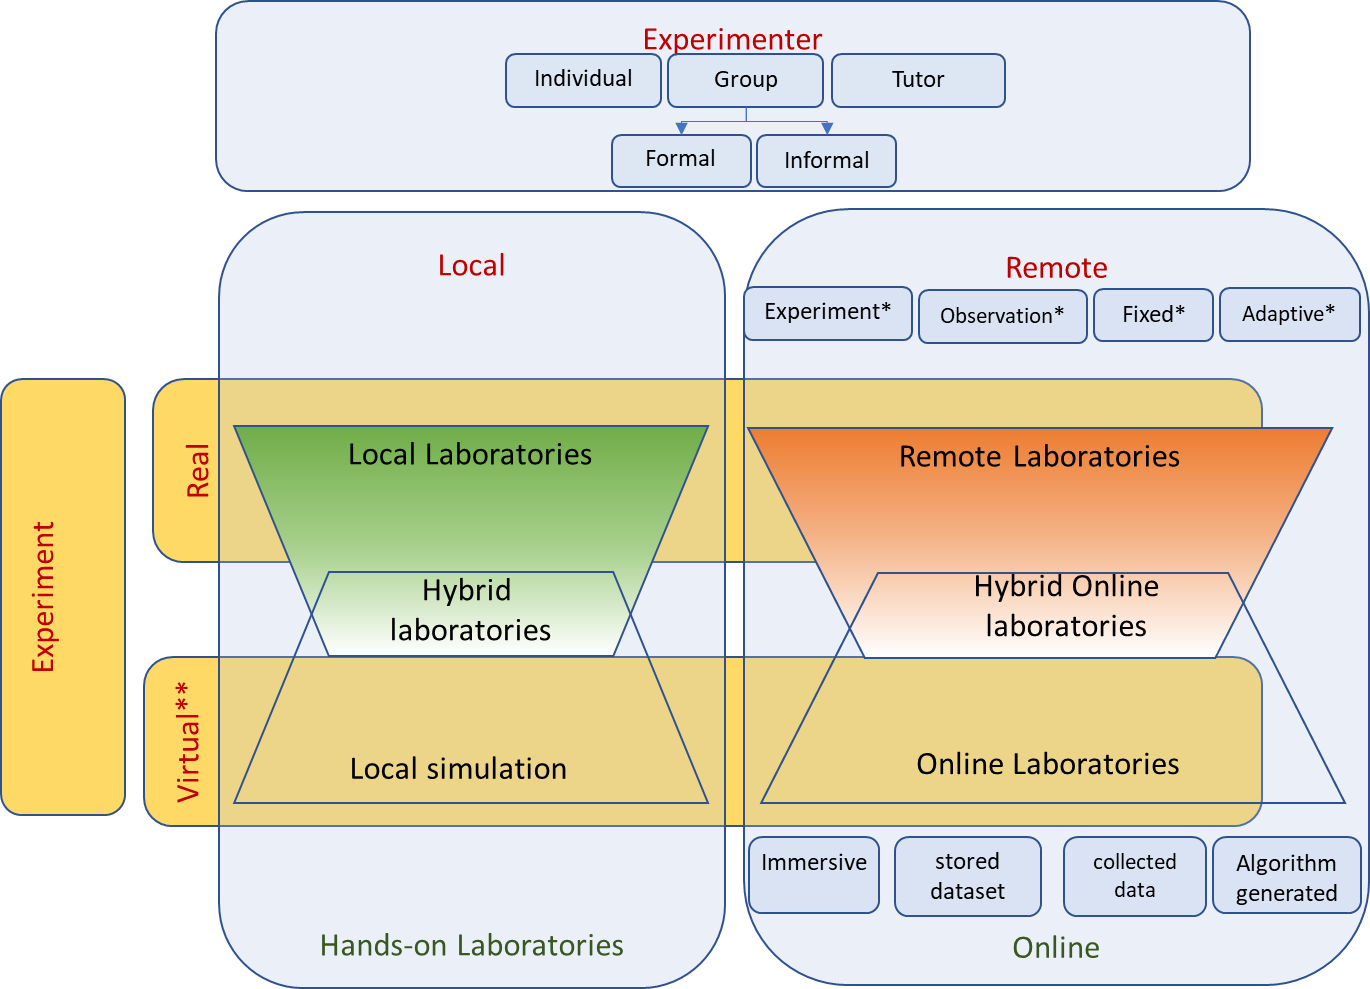 Experimenter
Individual
Group
Tutor
Formal
Informal
Local
Remote
Experiment*
Observation*
Fixed*
Adaptive*
Experiment
Real
Local Laboratories
Remote Laboratories
Hybrid
laboratories
Hybrid Online
laboratories
Virtual**
Local simulation
Online Laboratories
Immersive
stored
dataset
collected
data
Algorithm
generated
Hands-on Laboratories
Online